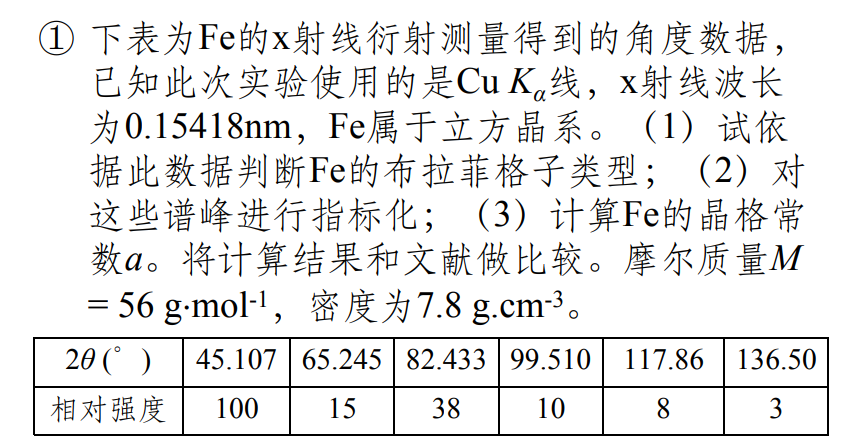 ① 下表为Fe的x射线衍射测量得到的角度数据，
已知此次实验使用的是Cu Kα线，x射线波长
为0.15418nm，Fe属于立方晶系。（1）试依
据此数据判断Fe的布拉菲格子类型；（2）对
这些谱峰进行指标化；（3）计算Fe的晶格常
数a。将计算结果和文献做比较。摩尔质量M
= 56 g·mol-1，密度为7.8 g.cm-3。
2θ (° ) 45.107 65.245 82.433 99.510 117.86 136.50
相对强度 100 15 38 10 8 3